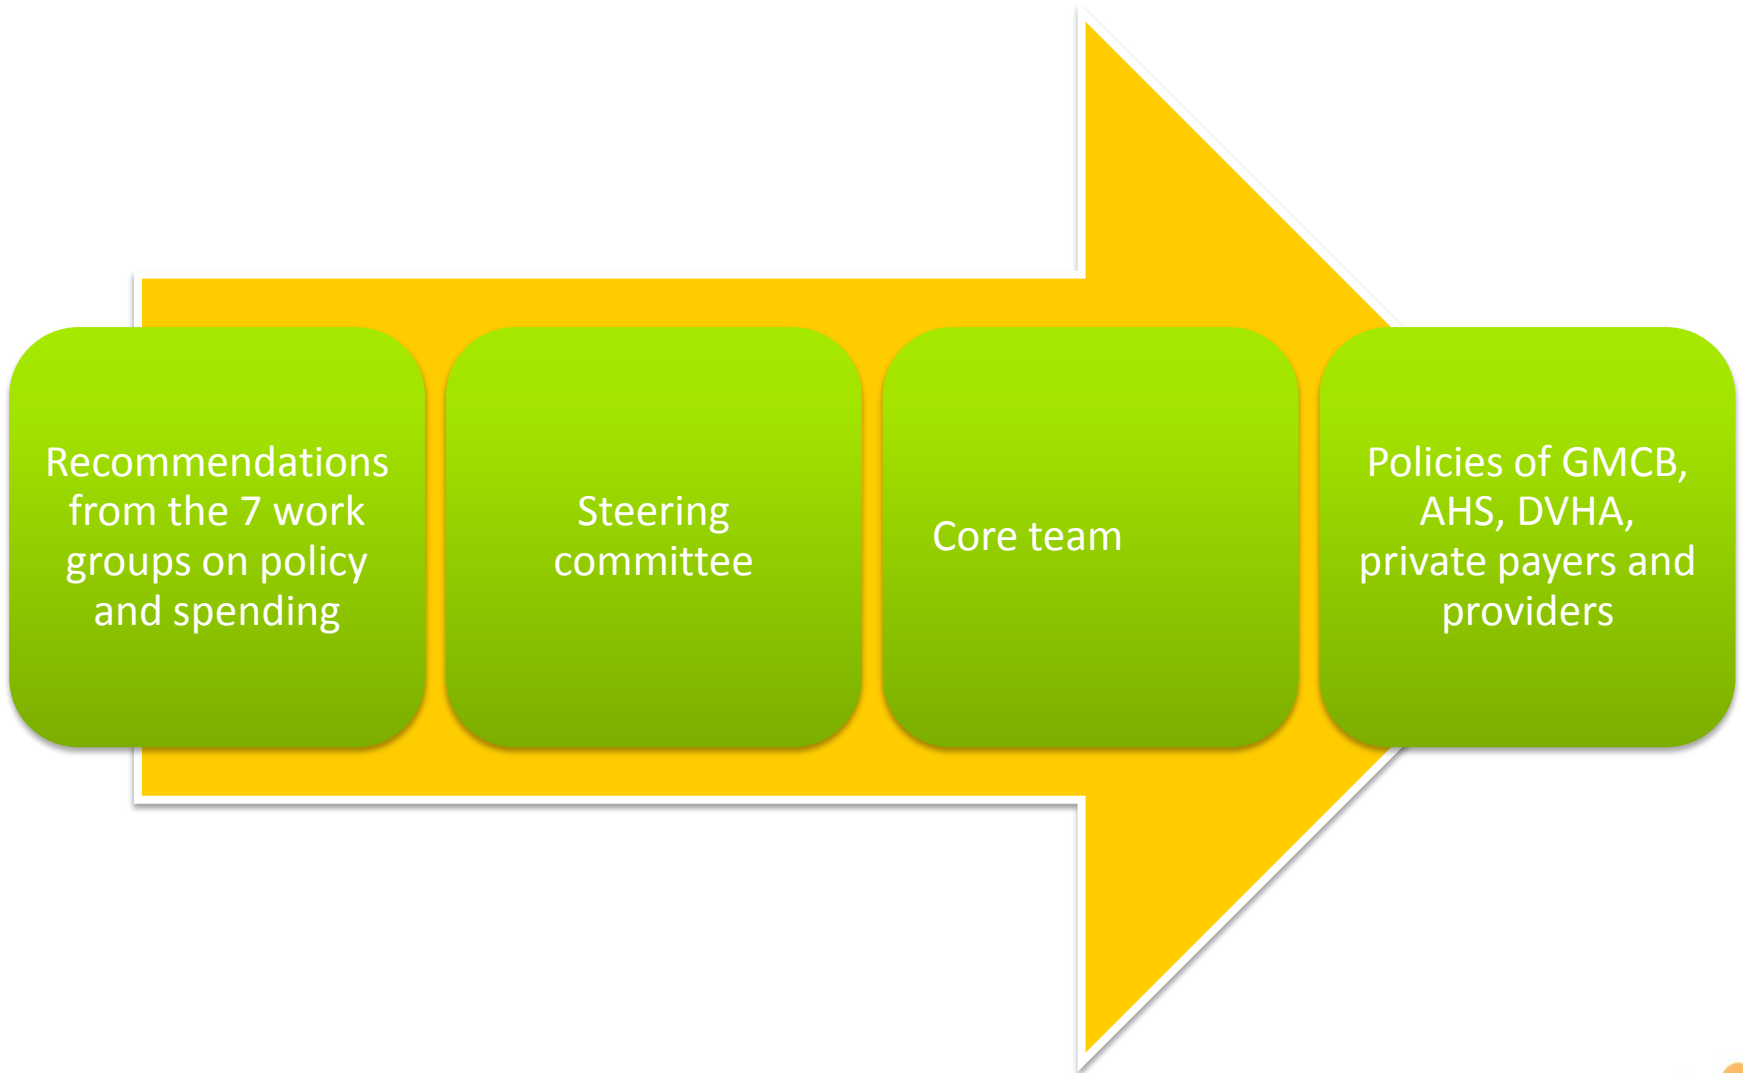 Recommendations
from the 7 work
groups on policy
and spending
Steering
committee
Core team
Policies of GMCB,
AHS, DVHA,
private payers and
providers